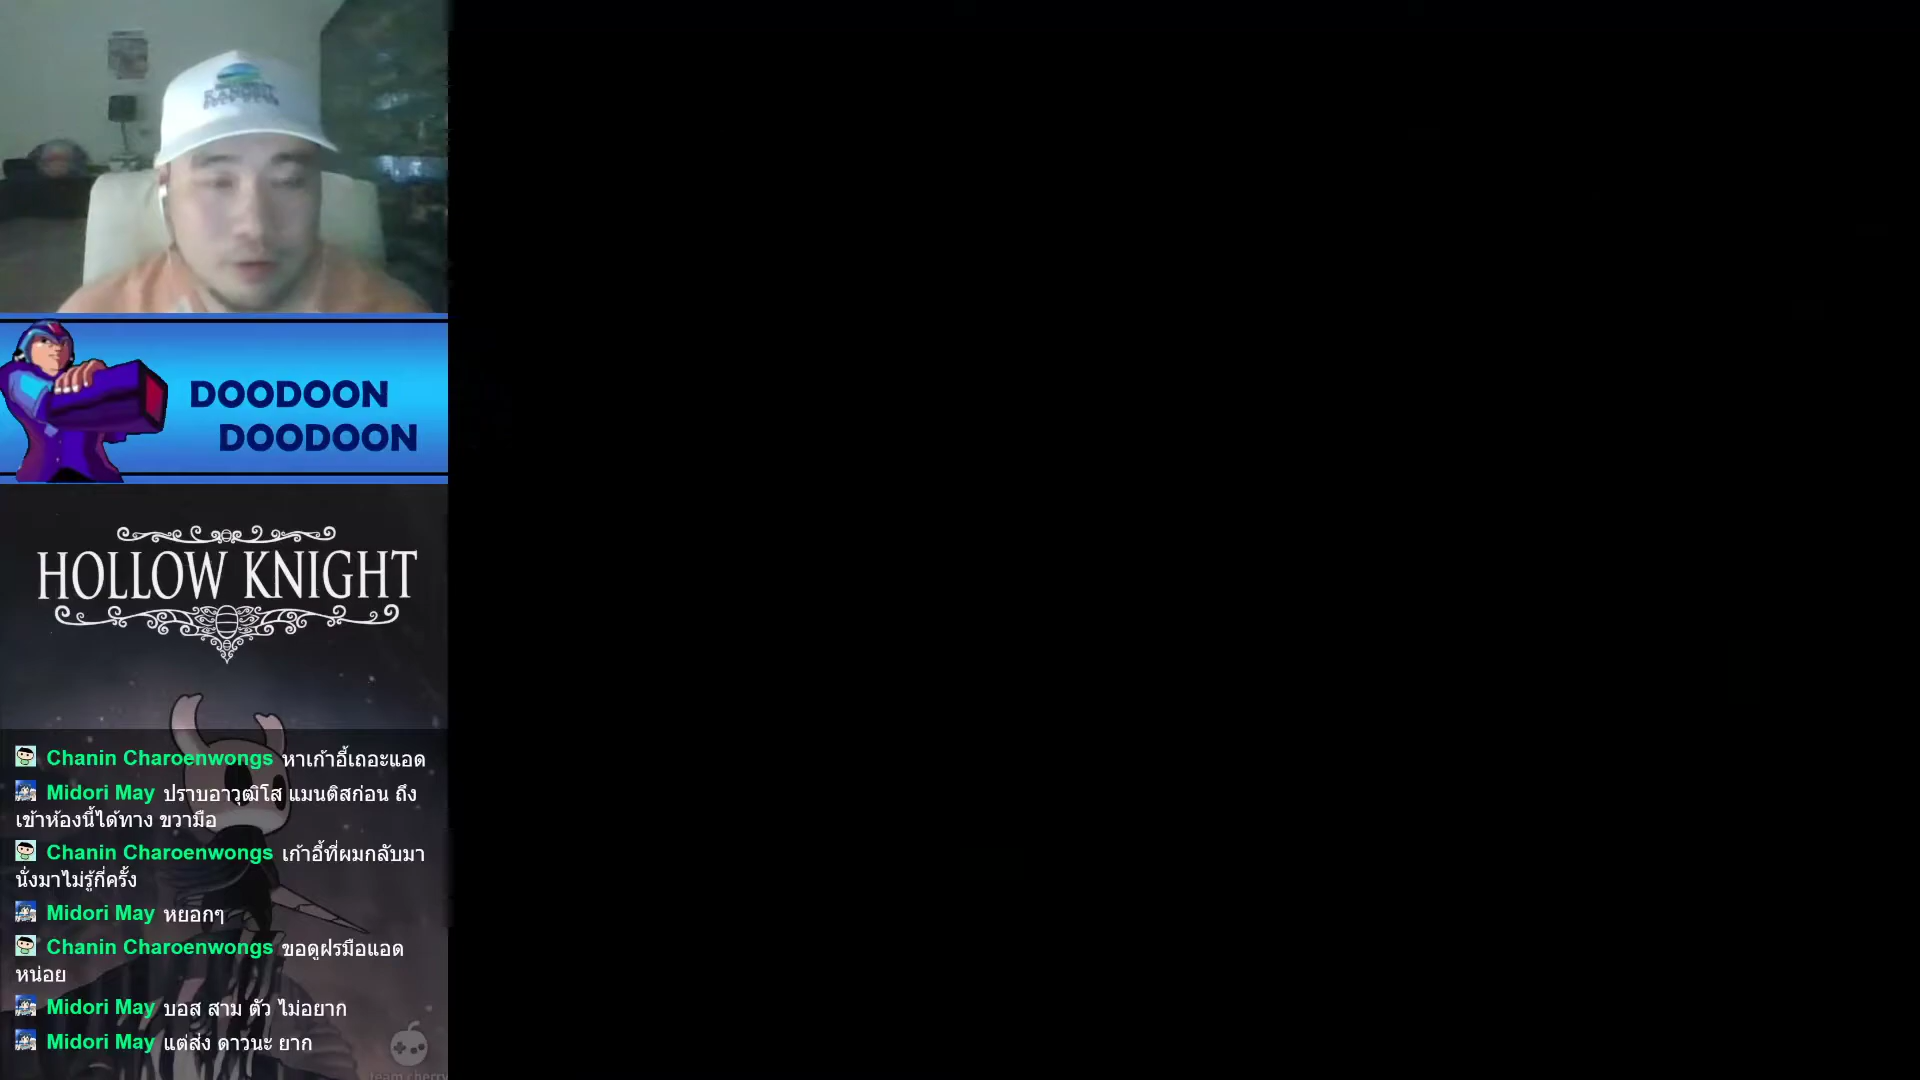 DOODOON
DOODOON
HOLLOW KNIGHT
Chanin Charoenwongs หาเก้าอี้เถอะแอด
Midori May ปราบอาวุฒิโส แมนติสก่อน ถึง
เข้าห้องนี้ได้ทาง ขวามือ
Chanin Charoenwongs เก้าอี้ที่ผมกลับมา
นั่งมาไม่รู้กี่ครั้ง
Midori May หยอกๆ
Chanin Charoenwongs ขอดูฝรมือแอด
หน่อย
Midori May บอส สาม ตัว ไม่อยาก
Midori May แต่ส่ง ดาวนะ ยาก
team cherry